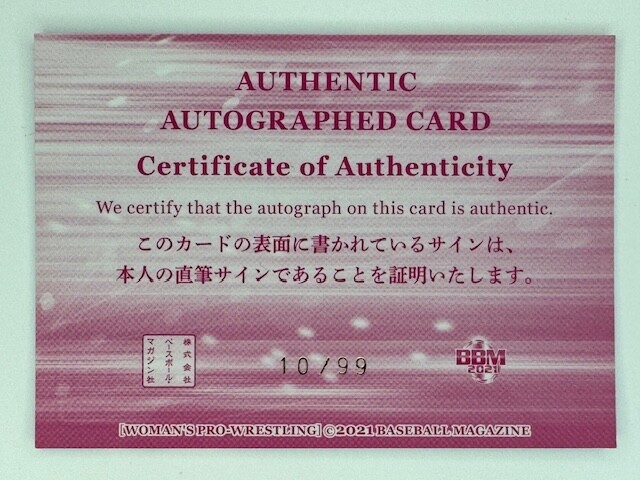 AUTHENTIC
AUTOGRAPHED CARD
Certificate of Authenticity
We certify that the autograph on this card is authentic.
このカードの表面に書かれているサインは、
本人の直筆サインであることを証明いたします。
株式会社
ベースボール
マガジン社
10/99
BBM
2021
[WOMAN'S PRO-WRESTLING] ©2021 BASEBALL MAGAZINE